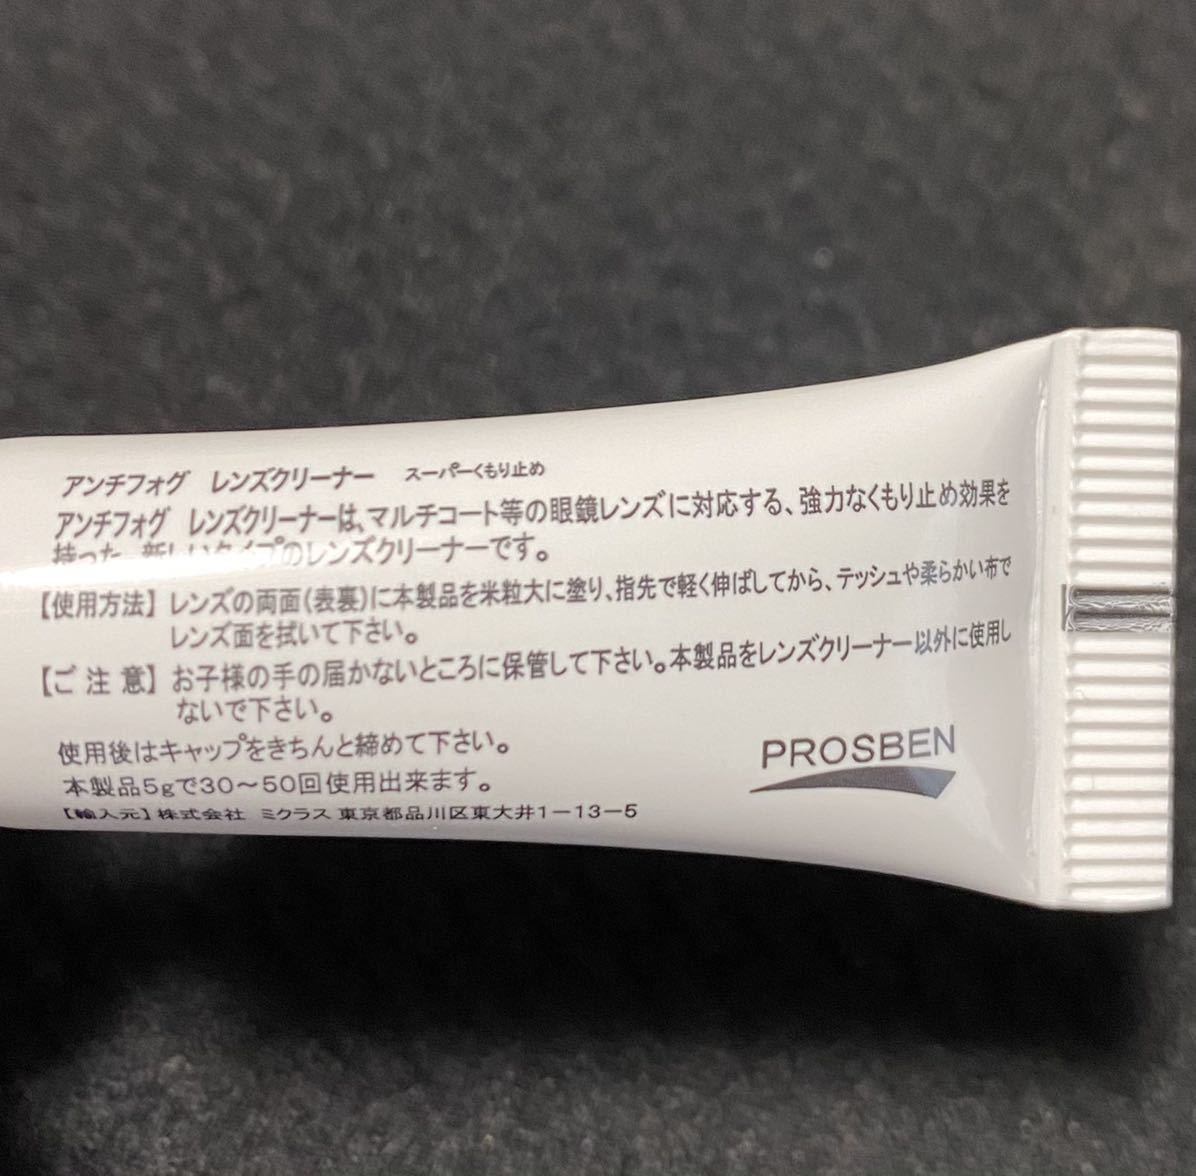 アンチフォグ レンズクリーナー スーパーくもり止め
アンチフォグ レンズクリーナーは、マルチコート等の眼鏡レンズに対応する、強力なくもり止め効果を
持った 新しいタイプのレンズクリーナーです。
【使用方法】レンズの両面(表裏)に本製品を米粒大に塗り、指先で軽く伸ばしてから、テッシュや柔らかい布で
レンズ面を拭いて下さい。
【ご注意】お子様の手の届かないところに保管して下さい。本製品をレンズクリーナー以外に使用し
ないで下さい。
使用後はキャップをきちんと締めて下さい。
本製品5gで30～50回使用出来ます。
【輸入元】株式会社 ミクラス 東京都品川区東大井1－13－5
PROSBEN